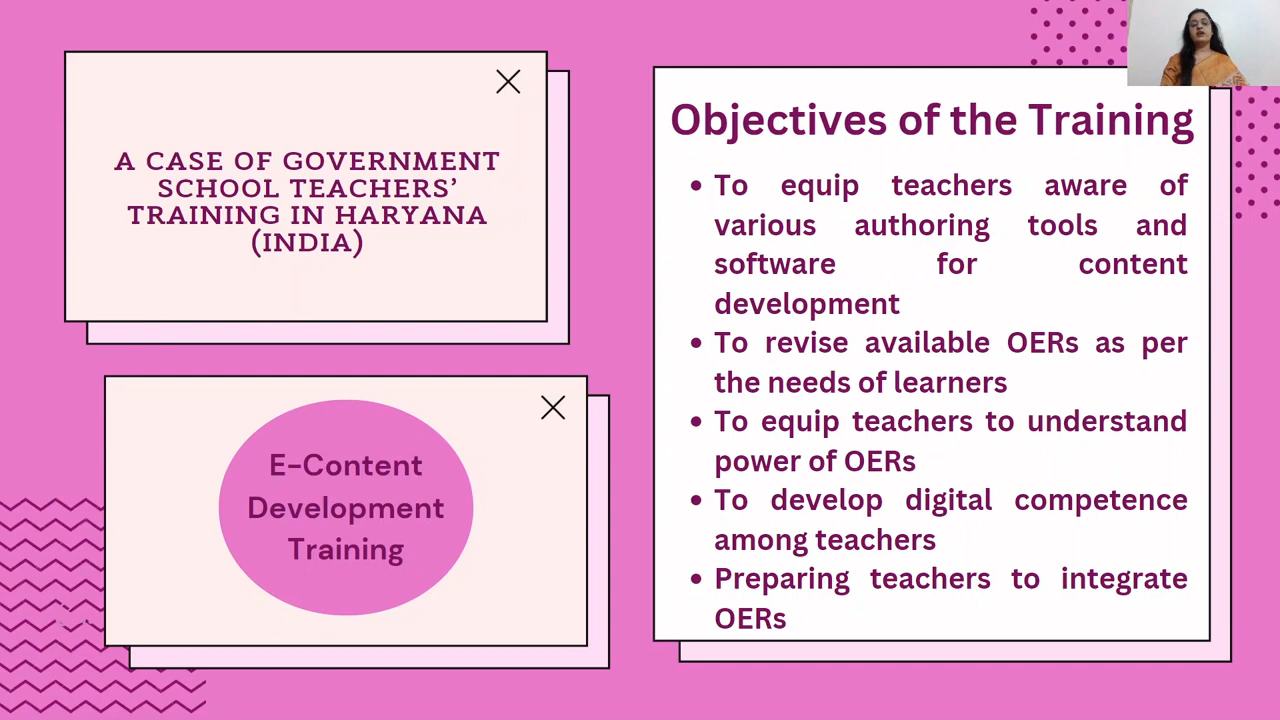 A CASE OF GOVERNMENT
SCHOOL TEACHERS’
TRAINING IN HARYANA
(INDIA)
E-Content
Development
Training
Objectives of the Training
• To equip teachers aware of
various authoring tools and
software for content
development
• To revise available OERs as per
the needs of learners
• To equip teachers to understand
power of OERs
• To develop digital competence
among teachers
• Preparing teachers to integrate
OERs